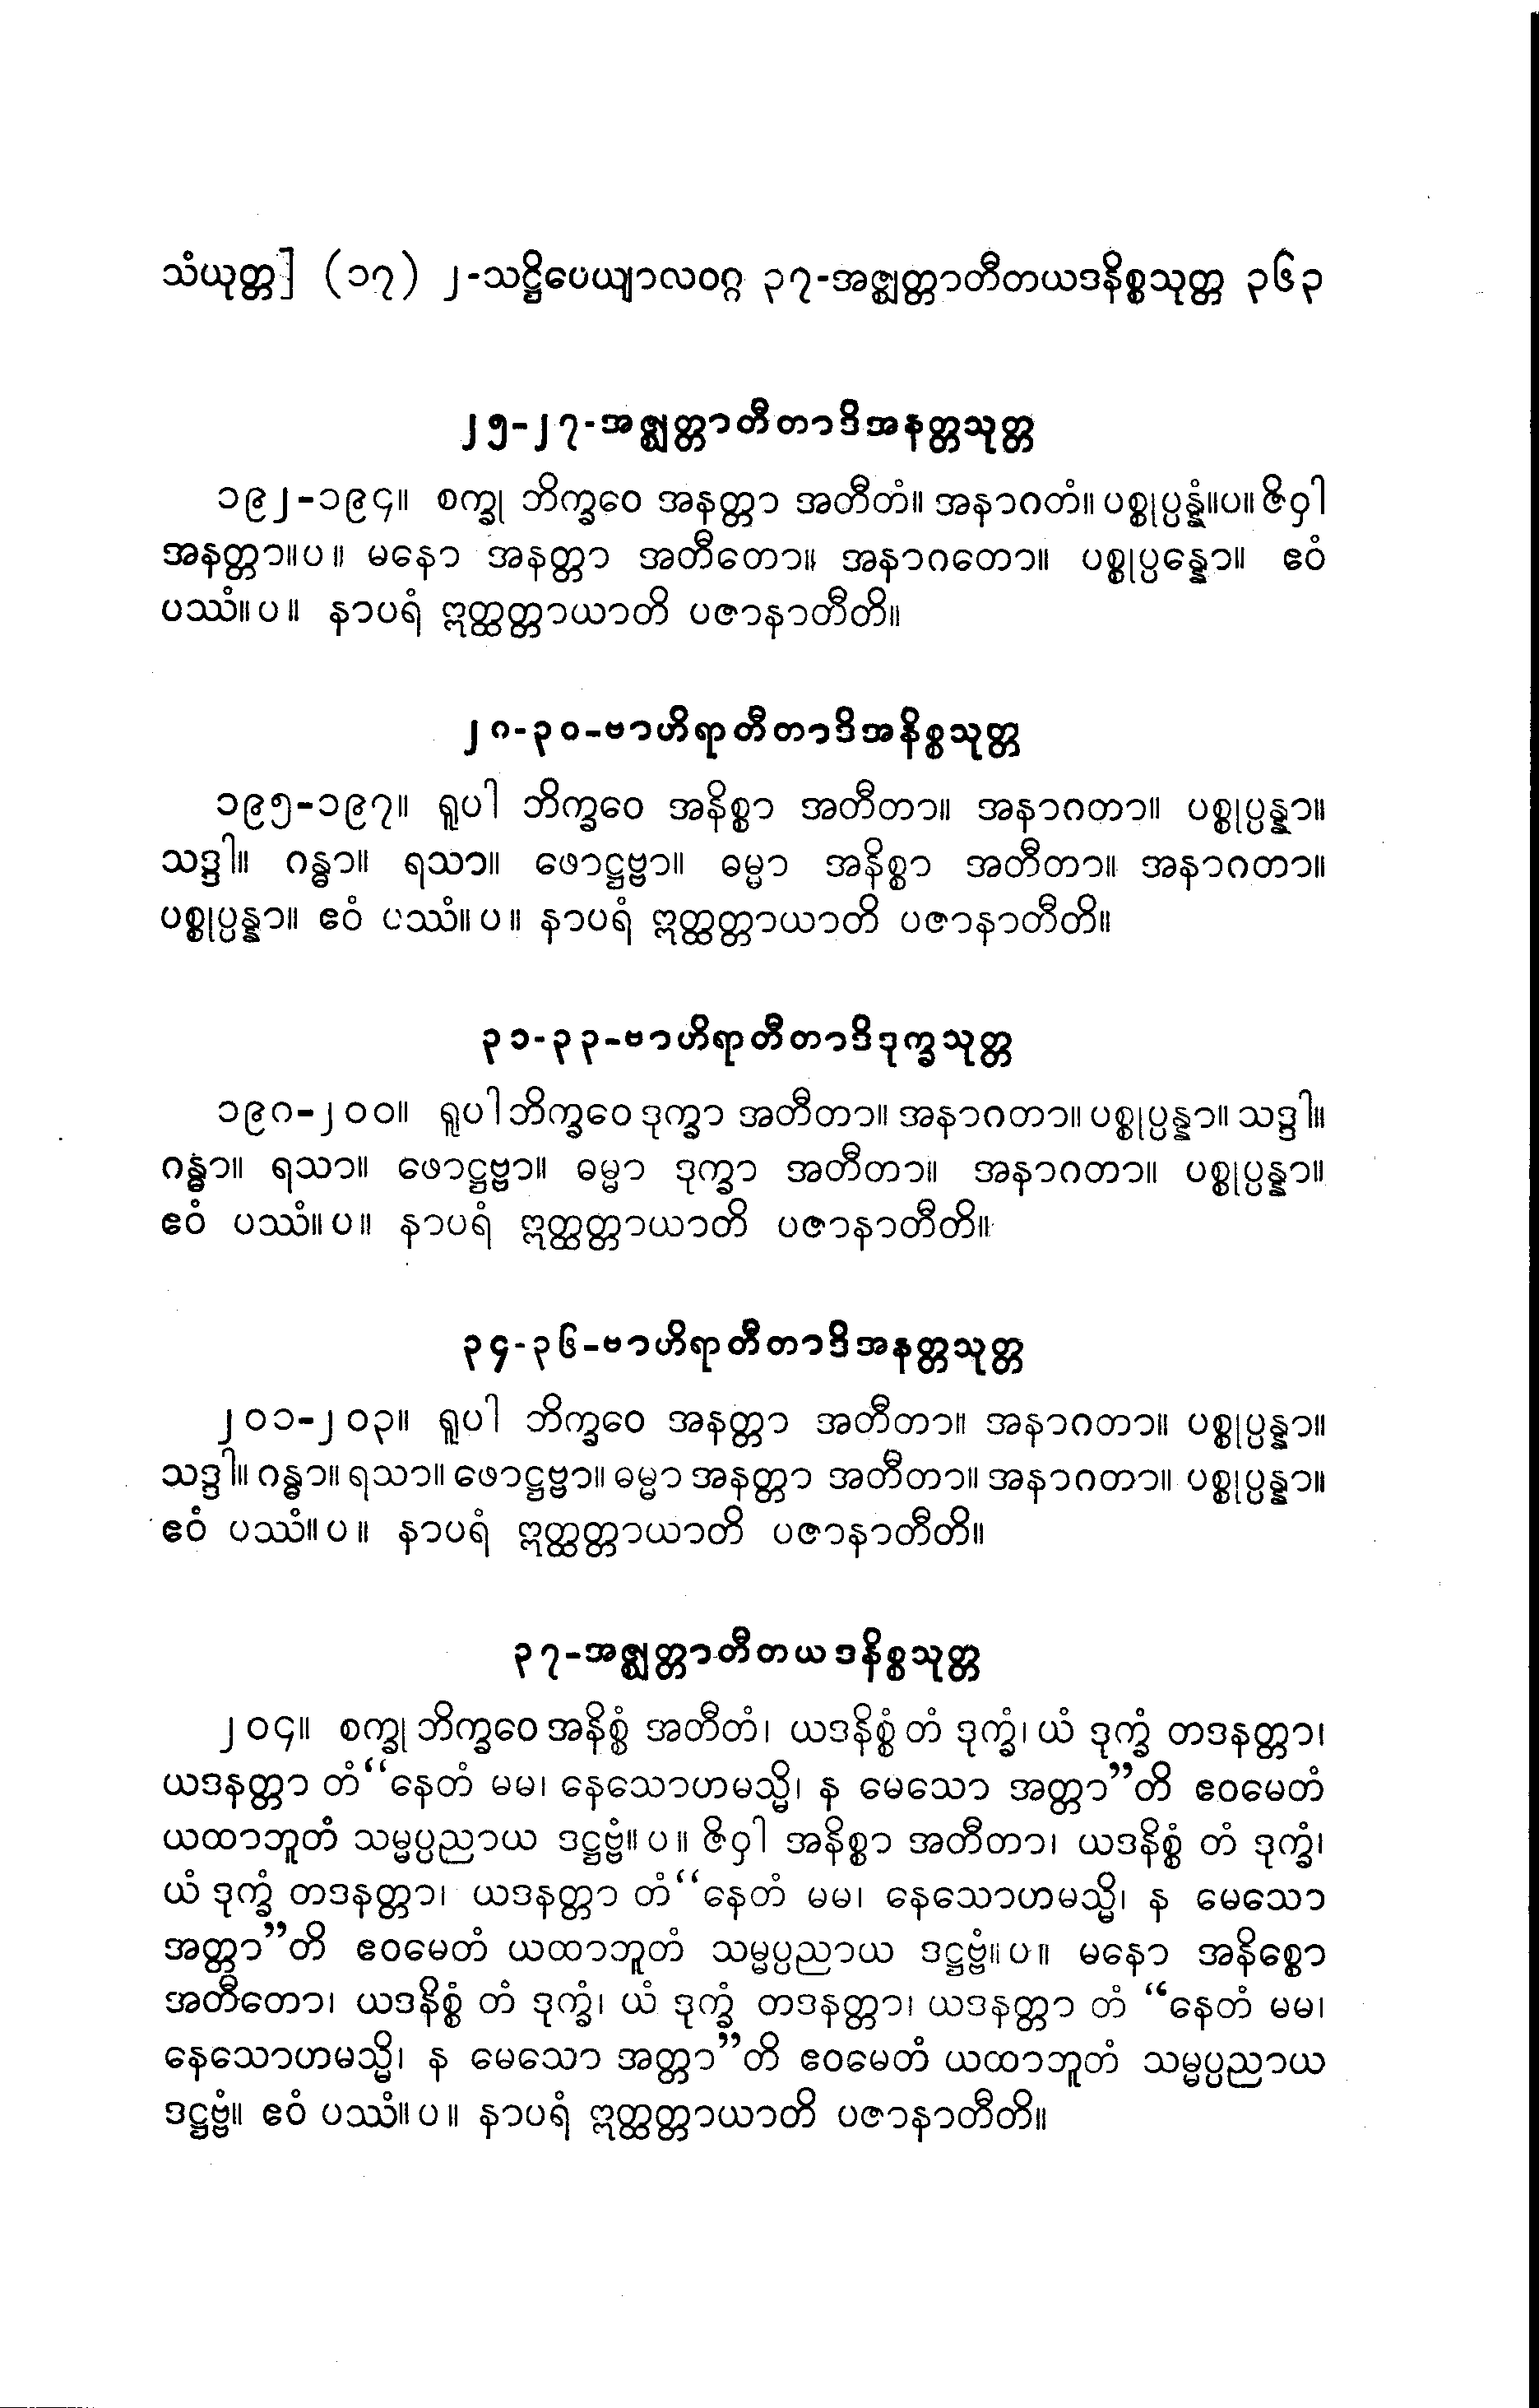 သံယုတ္တ] (၁၇) ၂-သဋ္ဌိပေယျာလဝဂ္ဂ ၃၇-အဇ္ဈတ္တာတီတယဒနိစ္စသုတ္တ ၃၆၃
၂၅-၂၇-အဇ္ဈတ္တာတီတာဒိအနတ္တသုတ္တ
၁၉၂-၁၉၄။ စက္ခု ဘိက္ခဝေ အနတ္တာ အတီတံ။ အနာဂတံ။ ပစ္စုပ္ပန္နံ။ပ။ ဇိဝှါ
အနတ္တာ။ပ။ မနော အနတ္တာ အတီတော။ အနာဂတော။ ပစ္စုပ္ပန္နော။ ဧဝံ
ပဿံ။ပ။ နာပရံ ဣတ္ထတ္တာယာတိ ပဇာနာတီတိ။
၂၈-၃၀-ဗာဟိရာတီတာဒိအနိစ္စသုတ္တ
၁၉၅-၁၉၇။ ရူပါ ဘိက္ခဝေ အနိစ္စာ အတီတာ။ အနာဂတာ။ ပစ္စုပ္ပန္နာ။
သဒ္ဒါ။ ဂန္ဓာ။ ရသာ။ ဖောဋ္ဌဗ္ဗာ။ ဓမ္မာ အနိစ္စာ အတီတာ။ အနာဂတာ။
ပစ္စုပ္ပန္နာ။ ဧဝံ ပဿံ။ပ။ နာပရံ ဣတ္ထတ္တာယာတိ ပဇာနာတီတိ။
၃၁-၃၃-ဗာဟိရာတီတာဒိဒုက္ခသုတ္တ
၁၉၈-၂၀၀။ ရူပါ ဘိက္ခဝေ ဒုက္ခာ အတီတာ။ အနာဂတာ။ ပစ္စုပ္ပန္နာ။ သဒ္ဒါ။
ဂန္ဓာ။ ရသာ။ ဖောဋ္ဌဗ္ဗာ။ ဓမ္မာ ဒုက္ခာ အတီတာ။ အနာဂတာ။ ပစ္စုပ္ပန္နာ။
ဧဝံ ပဿံ။ပ။ နာပရံ ဣတ္ထတ္တာယာတိ ပဇာနာတီတိ။
၃၄-၃၆-ဗာဟိရာတီတာဒိအနတ္တသုတ္တ
၂၀၁-၂၀၃။ ရူပါ ဘိက္ခဝေ အနတ္တာ အတီတာ။ အနာဂတာ။ ပစ္စုပ္ပန္နာ။
သဒ္ဒါ။ ဂန္ဓာ။ ရသာ။ ဖောဋ္ဌဗ္ဗာ။ ဓမ္မာ အနတ္တာ အတီတာ။ အနာဂတာ။ ပစ္စုပ္ပန္နာ။
ဧဝံ ပဿံ။ပ။ နာပရံ ဣတ္ထတ္တာယာတိ ပဇာနာတီတိ။
၃၇-အဇ္ဈတ္တာတီတယဒနိစ္စသုတ္တ
၂၀၄။ စက္ခု ဘိက္ခဝေ အနိစ္စံ အတီတံ၊ ယဒနိစ္စံ တံ ဒုက္ခံ၊ ယံ ဒုက္ခံ တဒနတ္တာ၊
ယဒနတ္တာ တံ“နေတံ မမ၊ နေသောဟမသ္မိ၊ န မေသော အတ္တာ”တိ ဧဝမေတံ
ယထာဘူတံ သမ္မပ္ပညာယ ဒဋ္ဌဗ္ဗံ။ပ။ ဇိဝှါ အနိစ္စာ အတီတာ၊ ယဒနိစ္စံ တံ ဒုက္ခံ၊
ယံ ဒုက္ခံ တဒနတ္တာ၊ ယဒနတ္တာ တံ“နေတံ မမ၊ နေသောဟမသ္မိ၊ န မေသော
အတ္တာ”တိ ဧဝမေတံ ယထာဘူတံ သမ္မပ္ပညာယ ဒဋ္ဌဗ္ဗံ။ပ။ မနော အနိစ္စော
အတီတော၊ ယဒနိစ္စံ တံ ဒုက္ခံ၊ ယံ ဒုက္ခံ တဒနတ္တာ၊ ယဒနတ္တာ တံ “နေတံ မမ၊
နေသောဟမသ္မိ၊ န မေသော အတ္တာ”တိ ဧဝမေတံ ယထာဘူတံ သမ္မပ္ပညာယ
ဒဋ္ဌဗ္ဗံ။ ဧဝံ ပဿံ။ပ။ နာပရံ ဣတ္ထတ္တာယာတိ ပဇာနာတီတိ။